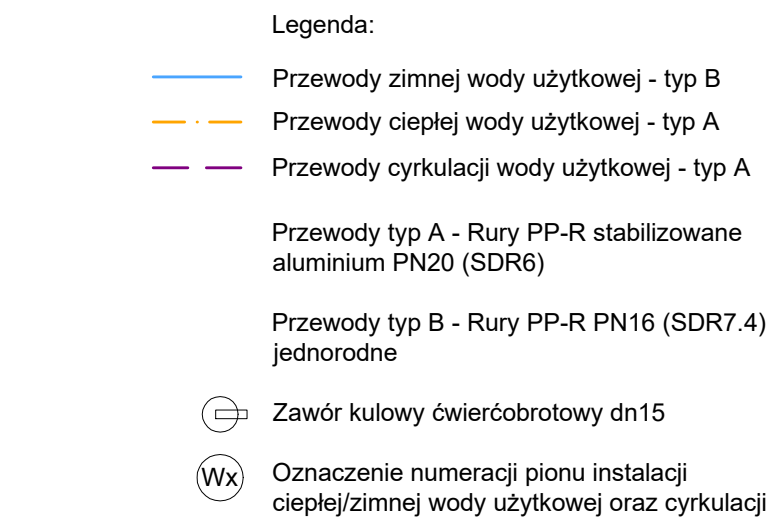 Legenda:
Przewody zimnej wody użytkowej - typ B
Przewody ciepłej wody użytkowej - typ A
Przewody cyrkulacji wody użytkowej - typ A
Przewody typ A - Rury PP-R stabilizowane
aluminium PN20 (SDR6)
Przewody typ B - Rury PP-R PN16 (SDR7.4)
jednorodne
Zawór kulowy ćwierćobrotowy dn15
Wx Oznaczenie numeracji pionu instalacji
ciepłej/zimnej wody użytkowej oraz cyrkulacji